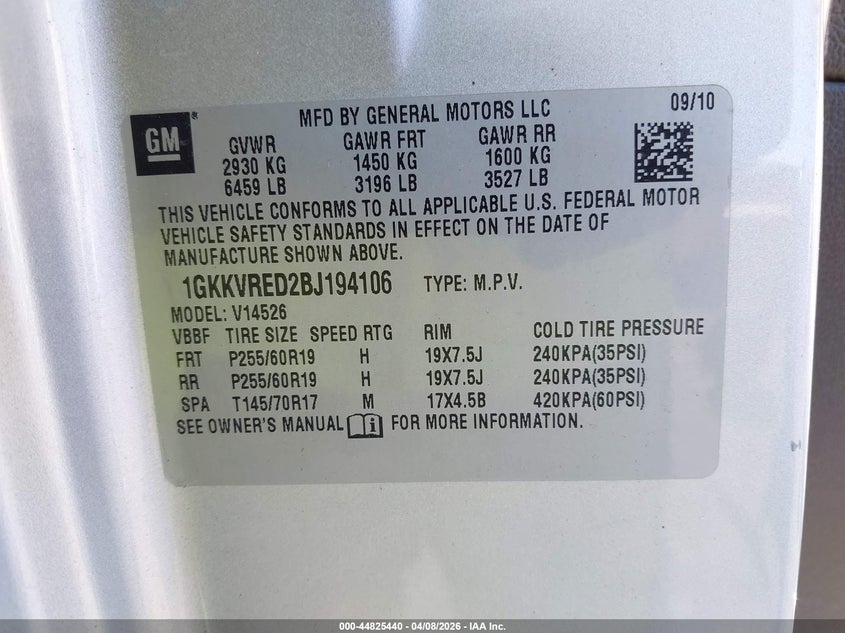 GM®
MFD BY GENERAL MOTORS LLC 09/10
GVWR GAWR FRT GAWR RR
2930 KG 1450 KG 1600 KG
6459 LB 3196 LB 3527 LB
THIS VEHICLE CONFORMS TO ALL APPLICABLE U.S. FEDERAL MOTOR
VEHICLE SAFETY STANDARDS IN EFFECT ON THE DATE OF
MANUFACTURE SHOWN ABOVE.
1GKKVRED2BJ194106 TYPE: M.P.V.
MODEL: V14526
VBBF TIRE SIZE SPEED RTG RIM COLD TIRE PRESSURE
FRT P255/60R19 H 19X7.5J 240KPA(35PSI)
RR P255/60R19 H 19X7.5J 240KPA(35PSI)
SPA T145/70R17 M 17X4.5B 420KPA(60PSI)
SEE OWNER'S MANUAL i FOR MORE INFORMATION.
000-44825440 - 04/08/2026 - IAA Inc.